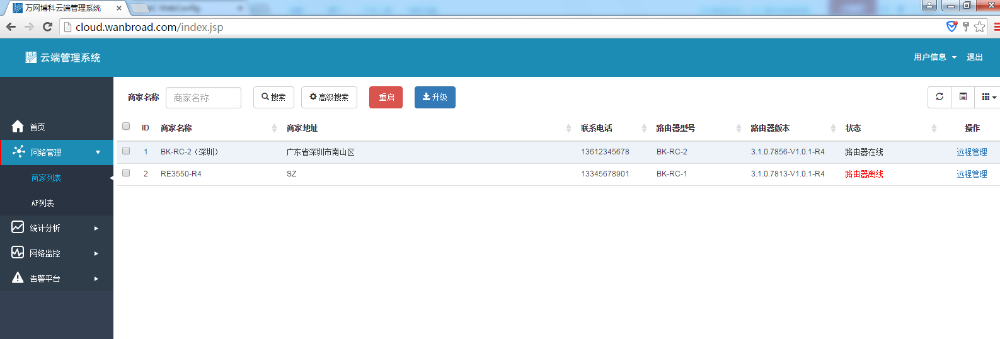 万网博科云端管理系统
cloud.wanbroad.com/index.jsp
云端管理系统
用户信息 退出
商家名称 商家名称 搜索 高级搜索 重启 升级
首页
网络管理
商家列表
AP列表
统计分析
网络监控
告警平台
ID 商家名称 商家地址 联系电话 路由器型号 路由器版本 状态 操作
1 BK-RC-2（深圳） 广东省深圳市南山区 13612345678 BK-RC-2 3.1.0.7856-V1.0.1-R4 路由器在线 远程管理
2 RE3550-R4 SZ 13345678901 BK-RC-1 3.1.0.7813-V1.0.1-R4 路由器离线 远程管理